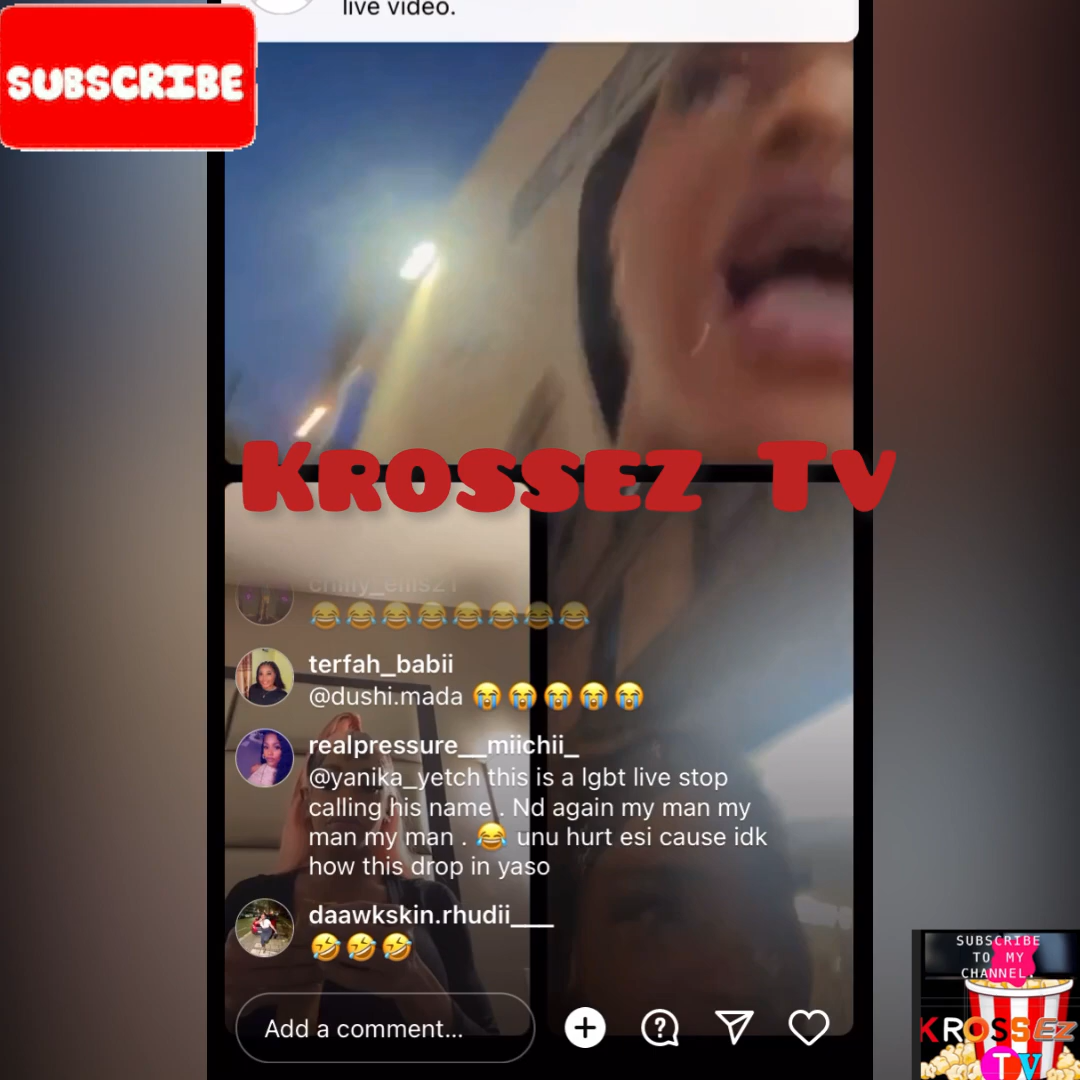 live video.
SUBSCRIBE
KROSSEZ TV
😂😂😂😂😂😂😂😂
terfah_babii
@dushi.mada 😭😭😭😭😭
realpressure__miichii_
@yanika_yetch this is a lgbt live stop
calling his name . Nd again my man my
man my man . 😂 unu hurt esi cause idk
how this drop in yaso
daawkskin.rhudii___
🤣🤣🤣
Add a comment...
SUBSCRIBE
TO MY
CHANNEL.
KROSSEZ
TV